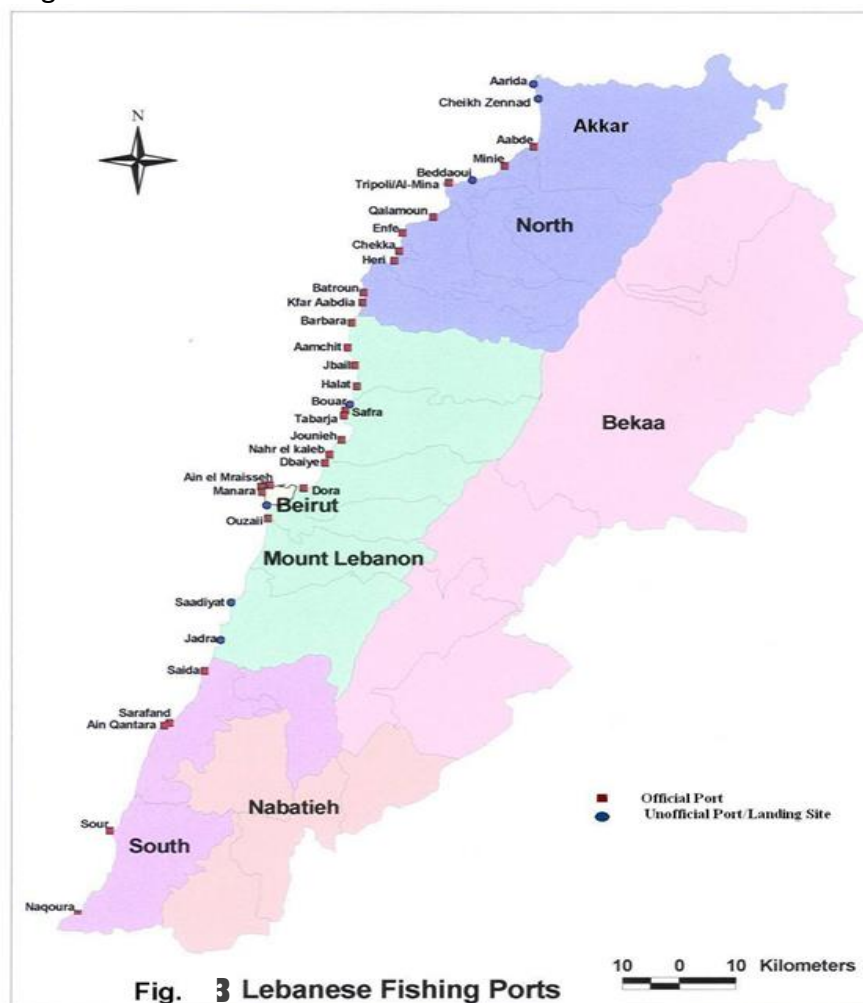 N
Aarida
Cheikh Zennad
Akkar
Aabde
Minie
Beddaoui
Tripoli/Al-Mina
Qalamoun
North
Enfe
Chekka
Heri
Batroun
Kfar Aabdia
Barbara
Aamchit
Jbail
Halat
Bouar
Safra
Tabarja
Bekaa
Jounieh
Nahr el kaleb
Dbaiye
Ain el Mraisseh
Manara
Dora
Beirut
Ouzaii
Mount Lebanon
Saadiyat
Jadra
Saida
Sarafand
Ain Qantara
Official Port
Nabatieh
Unofficial Port/Landing Site
Sour
South
Naqoura
10 0 10 Kilometers
Fig. 3 Lebanese Fishing Ports